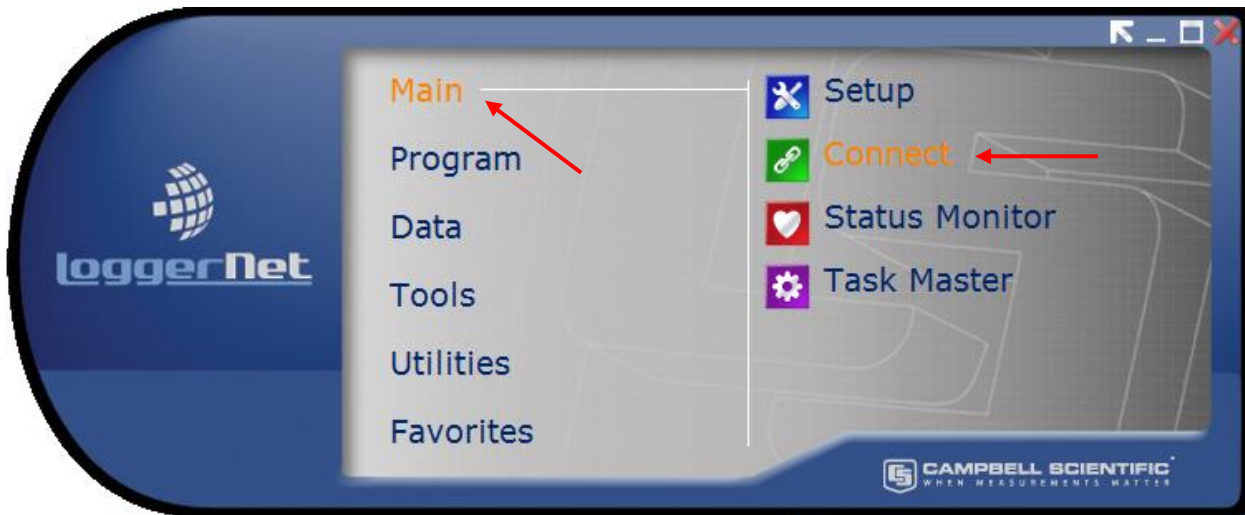 Main
Program
Data
Tools
Utilities
Favorites
Setup
Connect
Status Monitor
Task Master
loggerNet
CAMPBELL SCIENTIFIC
WHEN MEASUREMENTS MATTER